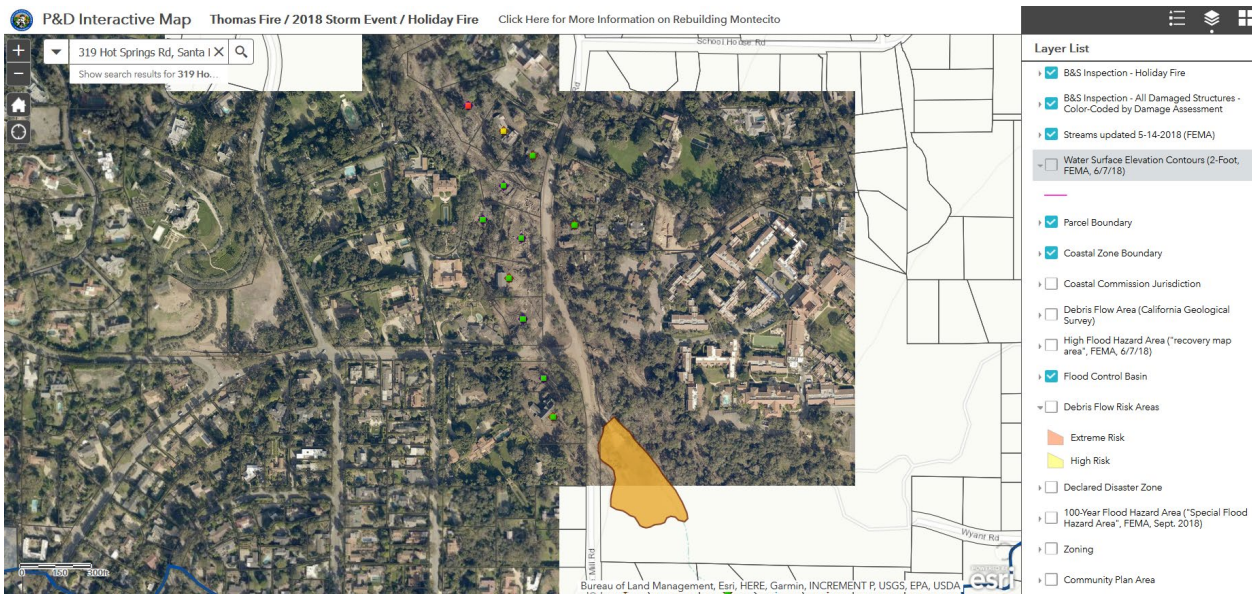 P&D Interactive Map
Thomas Fire / 2018 Storm Event / Holiday Fire
Click Here for More Information on Rebuilding Montecito
+
319 Hot Springs Rd, Santa
Show search results for 319 Ho...
−
School House Rd
Rd
Layer List
B&S Inspection - Holiday Fire
B&S Inspection - All Damaged Structures -
Color-Coded by Damage Assessment
Streams updated 5-14-2018 (FEMA)
Water Surface Elevation Contours (2-Foot,
FEMA, 6/7/18)
Parcel Boundary
Coastal Zone Boundary
Coastal Commission Jurisdiction
Debris Flow Area (California Geological
Survey)
High Flood Hazard Area ("recovery map
area", FEMA, 6/7/18)
Flood Control Basin
Debris Flow Risk Areas
Extreme Risk
High Risk
Declared Disaster Zone
100-Year Flood Hazard Area ("Special Flood
Hazard Area", FEMA, Sept. 2018)
Zoning
Community Plan Area
Wyant Rd
Mill Rd
0 150 300ft
Bureau of Land Management, Esri, HERE, Garmin, INCREMENT P, USGS, EPA, USDA
esri